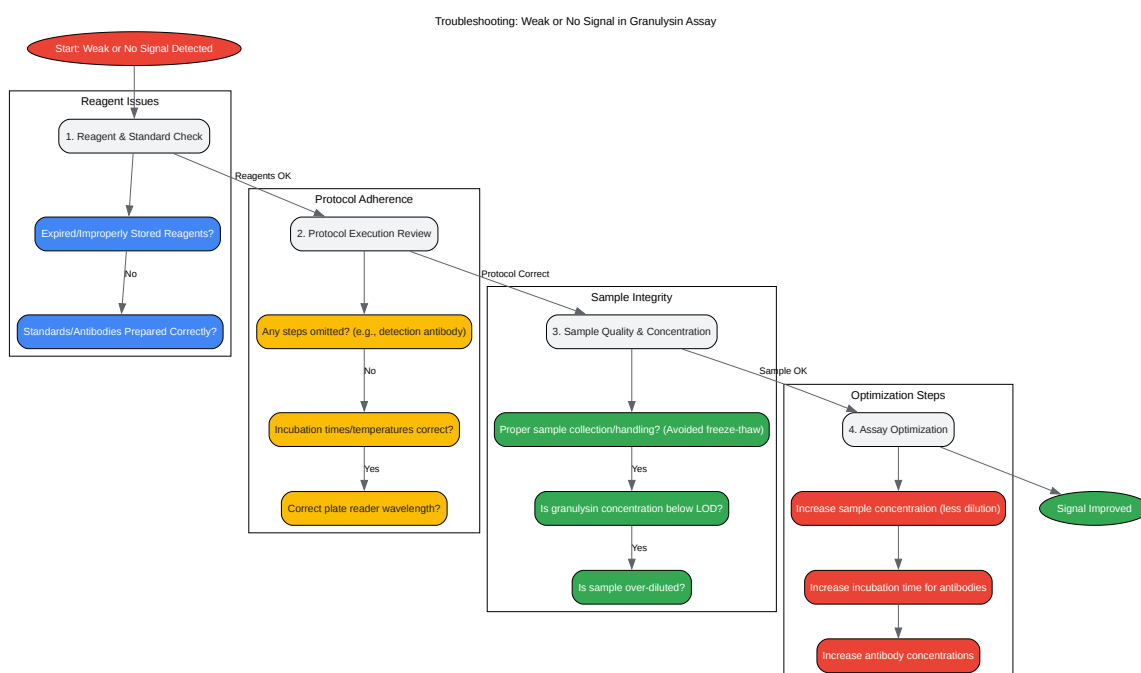 Troubleshooting: Weak or No Signal in Granulysin Assay
Start: Weak or No Signal Detected
Reagent Issues
1. Reagent & Standard Check
Reagents OK
Expired/Improperly Stored Reagents?
No
Standards/Antibodies Prepared Correctly?
Protocol Adherence
2. Protocol Execution Review
Protocol Correct
Any steps omitted? (e.g., detection antibody)
No
Incubation times/temperatures correct?
Yes
Correct plate reader wavelength?
Sample Integrity
3. Sample Quality & Concentration
Sample OK
Proper sample collection/handling? (Avoided freeze-thaw)
Yes
Is granulysin concentration below LOD?
Yes
Is sample over-diluted?
Optimization Steps
4. Assay Optimization
Increase sample concentration (less dilution)
Signal Improved
Increase incubation time for antibodies
Increase antibody concentrations